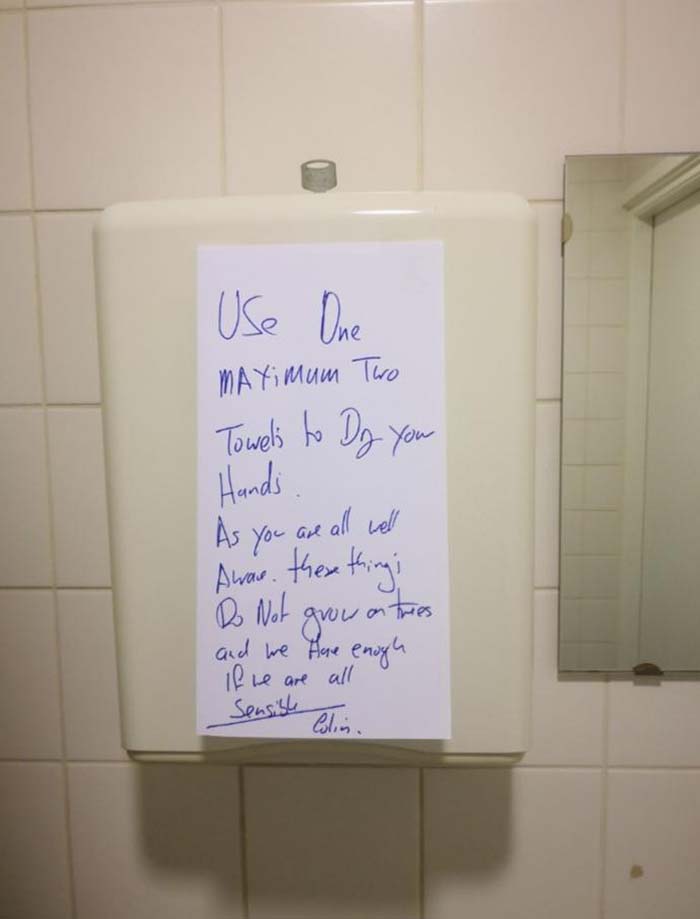 Use One
MAXiMUM Two
Towels to Dry your
Hands.
As you are all well
Aware. these things
Do Not grow on trees
and we Have enough
If we are all
Sensible
Colin.